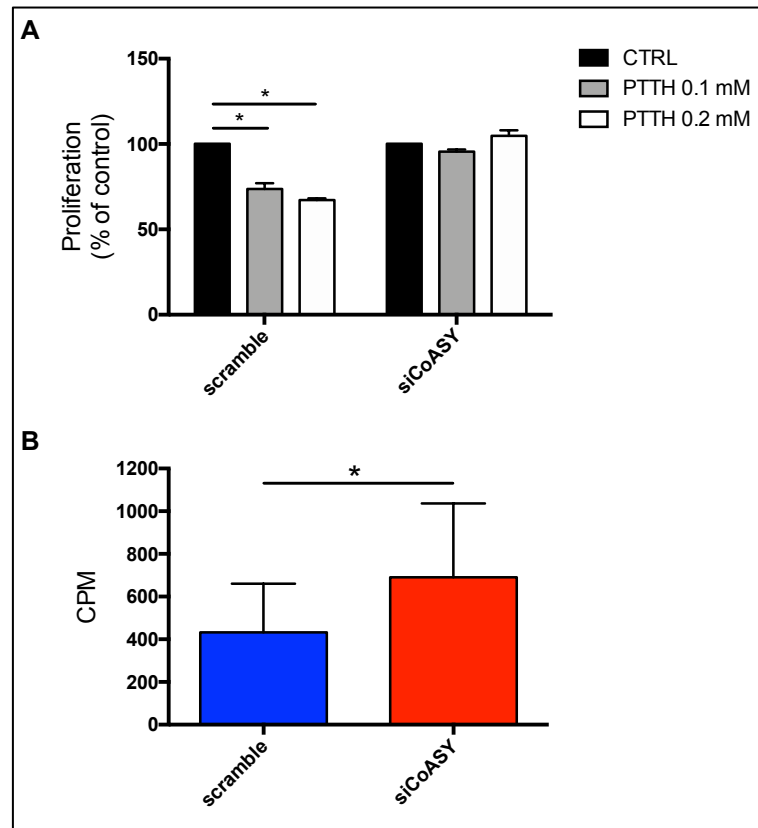 A
150
100
50
0
Proliferation
(% of control)
*
*
scramble
siCoASY
CTRL
PTTH 0.1 mM
PTTH 0.2 mM
B
1200
1000
800
600
400
200
0
CPM
*
scramble
siCoASY